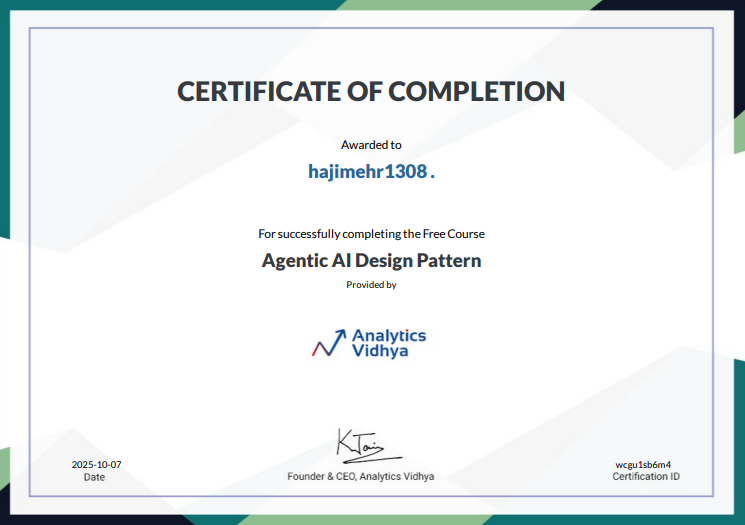 CERTIFICATE OF COMPLETION
Awarded to
hajimehr1308 .
For successfully completing the Free Course
Agentic AI Design Pattern
Provided by
Analytics
Vidhya
2025-10-07
Date
Founder & CEO, Analytics Vidhya
wcgu1sb6m4
Certification ID